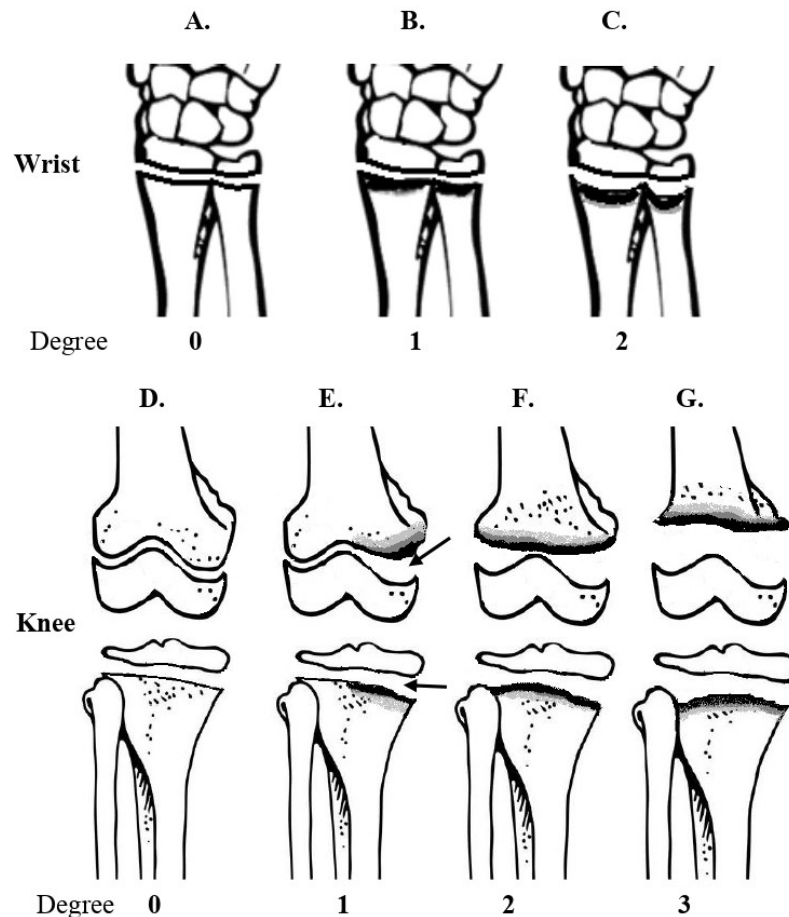 A. B. C.
Wrist
Degree 0 1 2
D. E. F. G.
Knee
Degree 0 1 2 3